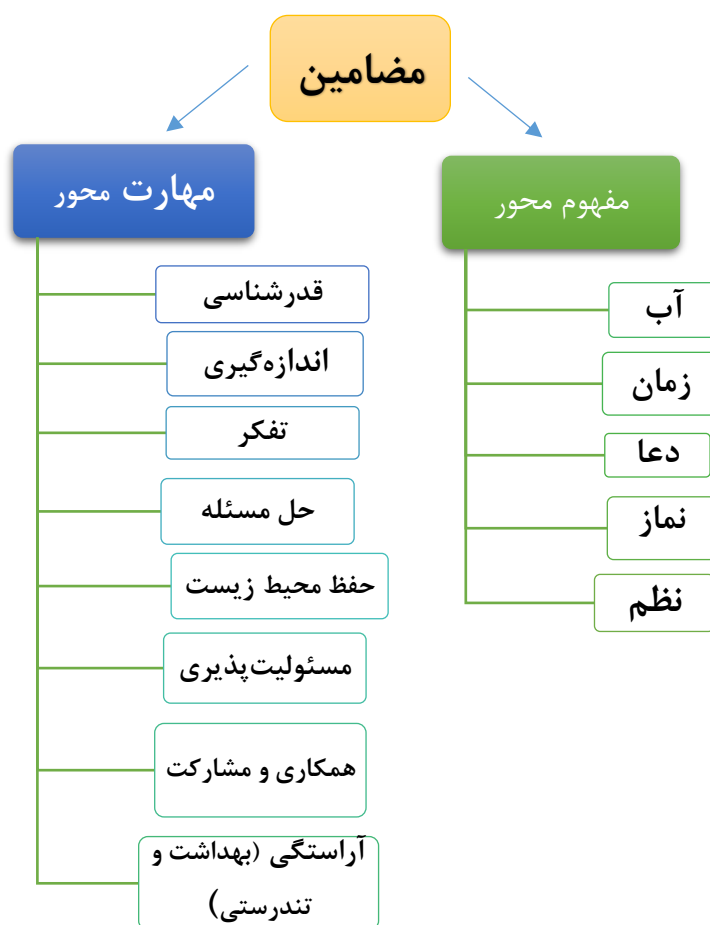 مضامین
مفهوم محور
آب
زمان
دعا
نماز
نظم
مهارت محور
قدرشناسی
اندازه‌گیری
تفکر
حل مسئله
حفظ محیط زیست
مسئولیت‌پذیری
همکاری و مشارکت
آراستگی (بهداشت و
تندرستی)